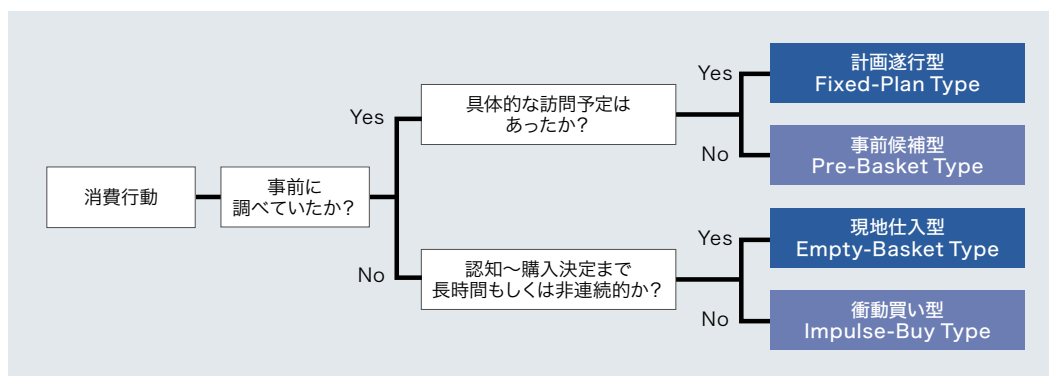 消費行動
事前に
調べていたか？
Yes
No
具体的な訪問予定は
あったか？
Yes
No
計画遂行型
Fixed-Plan Type
事前候補型
Pre-Basket Type
認知～購入決定まで
長時間もしくは非連続的か？
Yes
No
現地仕入型
Empty-Basket Type
衝動買い型
Impulse-Buy Type